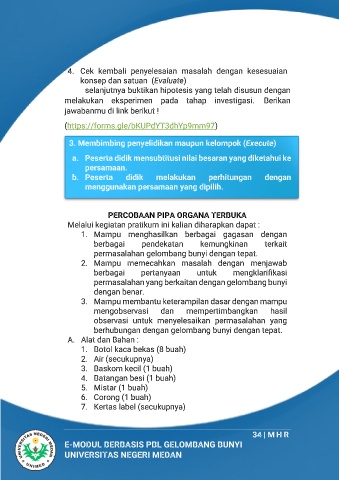 4. Cek kembali penyelesaian masalah dengan kesesuaian
konsep dan satuan (Evaluate)
selanjutnya buktikan hipotesis yang telah disusun dengan
melakukan eksperimen pada tahap investigasi. Berikan
jawabanmu di link berikut !
(https://forms.gle/bKUPdYT3dhYp9mm97)
3. Membimbing penyelidikan maupun kelompok (Execute)
a. Peserta didik mensubtitusi nilai besaran yang diketahui ke
persamaan.
b. Peserta didik melakukan perhitungan dengan
menggunakan persamaan yang dipilih.
PERCOBAAN PIPA ORGANA TERBUKA
Melalui kegiatan pratikum ini kalian diharapkan dapat :
1. Mampu menghasilkan berbagai gagasan dengan
berbagai pendekatan kemungkinan terkait
permasalahan gelombang bunyi dengan tepat.
2. Mampu memecahkan masalah dengan menjawab
berbagai pertanyaan untuk mengklarifikasi
permasalahan yang berkaitan dengan gelombang bunyi
dengan benar.
3. Mampu membantu keterampilan dasar dengan mampu
mengobservasi dan mempertimbangkan hasil
observasi untuk menyelesaikan permasalahan yang
berhubungan dengan gelombang bunyi dengan tepat.
A. Alat dan Bahan :
1. Botol kaca bekas (8 buah)
2. Air (secukupnya)
3. Baskom kecil (1 buah)
4. Batangan besi (1 buah)
5. Mistar (1 buah)
6. Corong (1 buah)
7. Kertas label (secukupnya)
34 | M H R
E-MODUL BERBASIS PBL GELOMBANG BUNYI
UNIVERSITAS NEGERI MEDAN
UNIVERSITAS NEGERI MEDAN
UNIMED